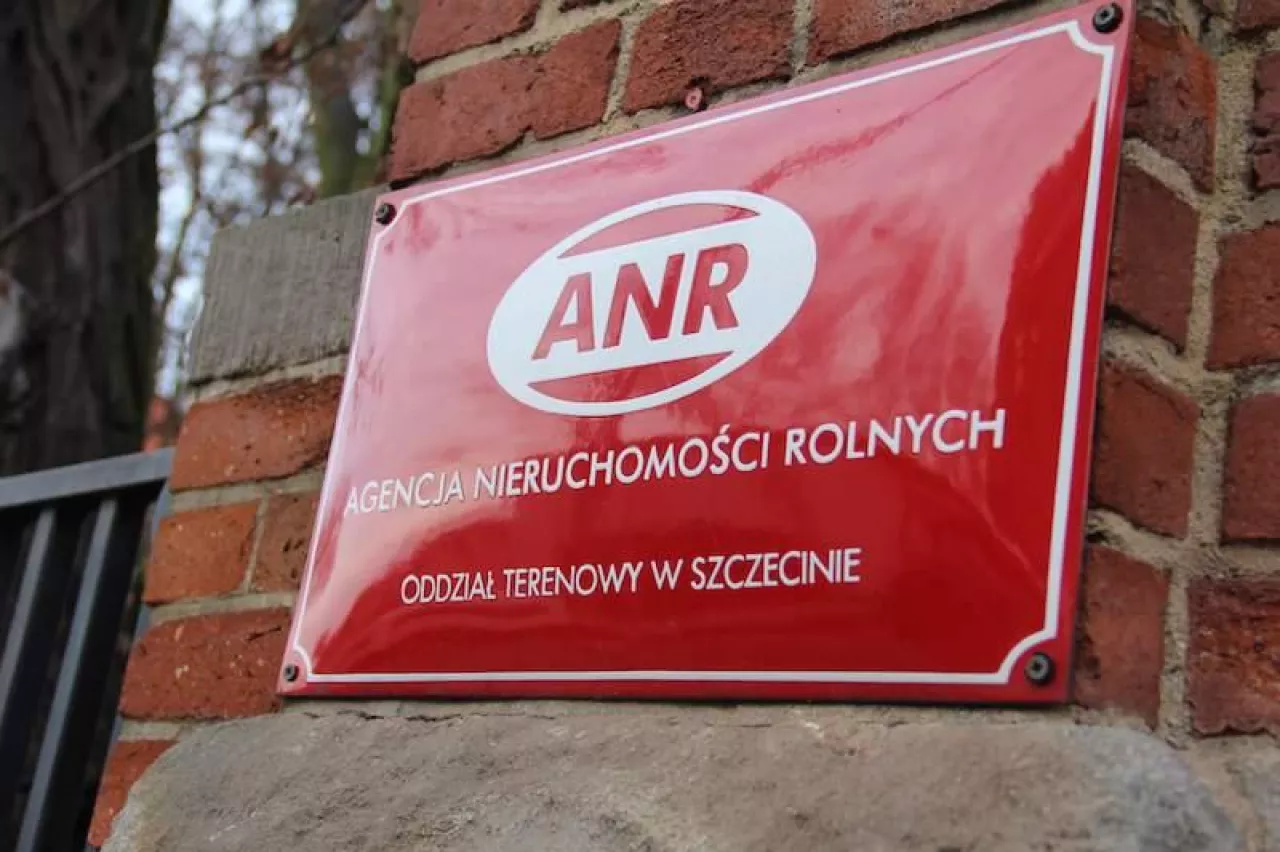 ANR
AGENCJA NIERUCHOMOŚCI ROLNYCH
ODDZIAŁ TERENOWY W SZCZECINIE